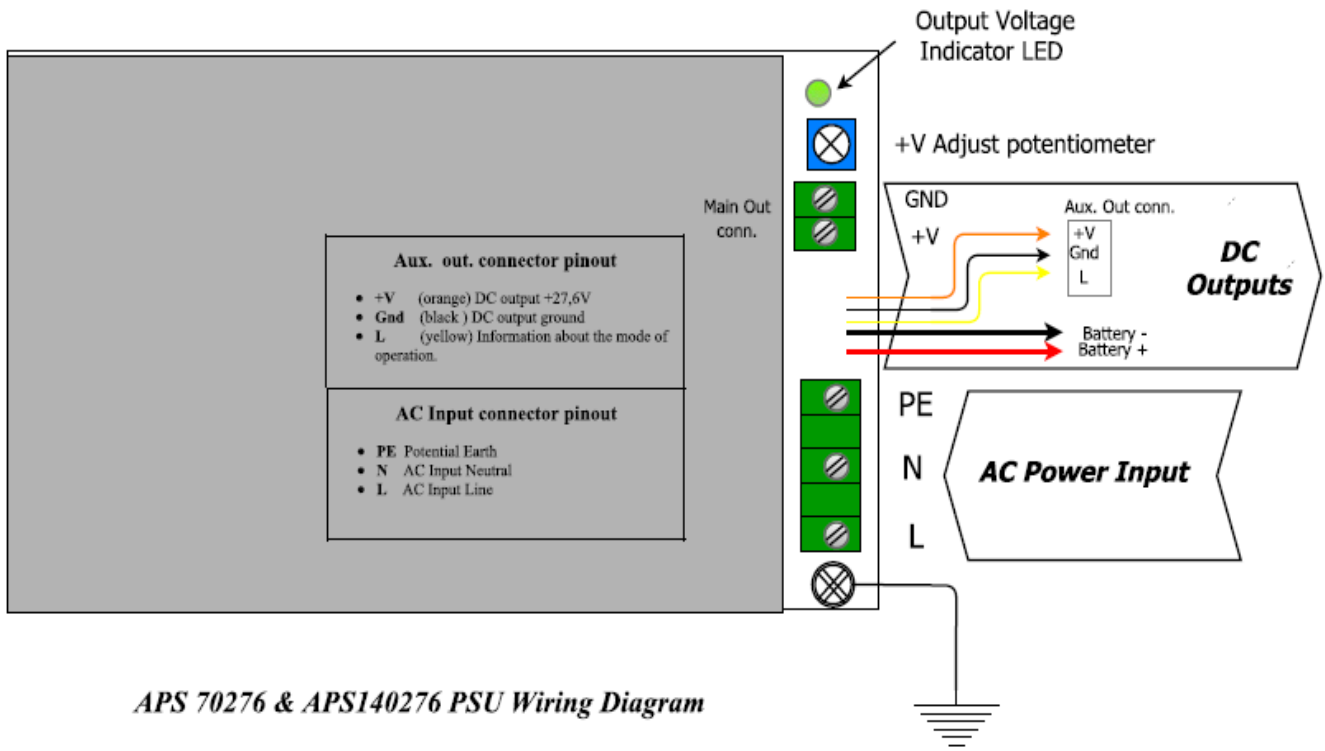 Output Voltage
Indicator LED
+V Adjust potentiometer
Main Out
conn.
GND
+V
Aux. Out conn.
+V
Gnd
L
DC
Outputs
Battery -
Battery +
Aux. out. connector pinout
• +V (orange) DC output +27,6V
• Gnd (black ) DC output ground
• L (yellow) Information about the mode of
operation.
AC Input connector pinout
• PE Potential Earth
• N AC Input Neutral
• L AC Input Line
PE
N
L
AC Power Input
APS 70276 & APS140276 PSU Wiring Diagram